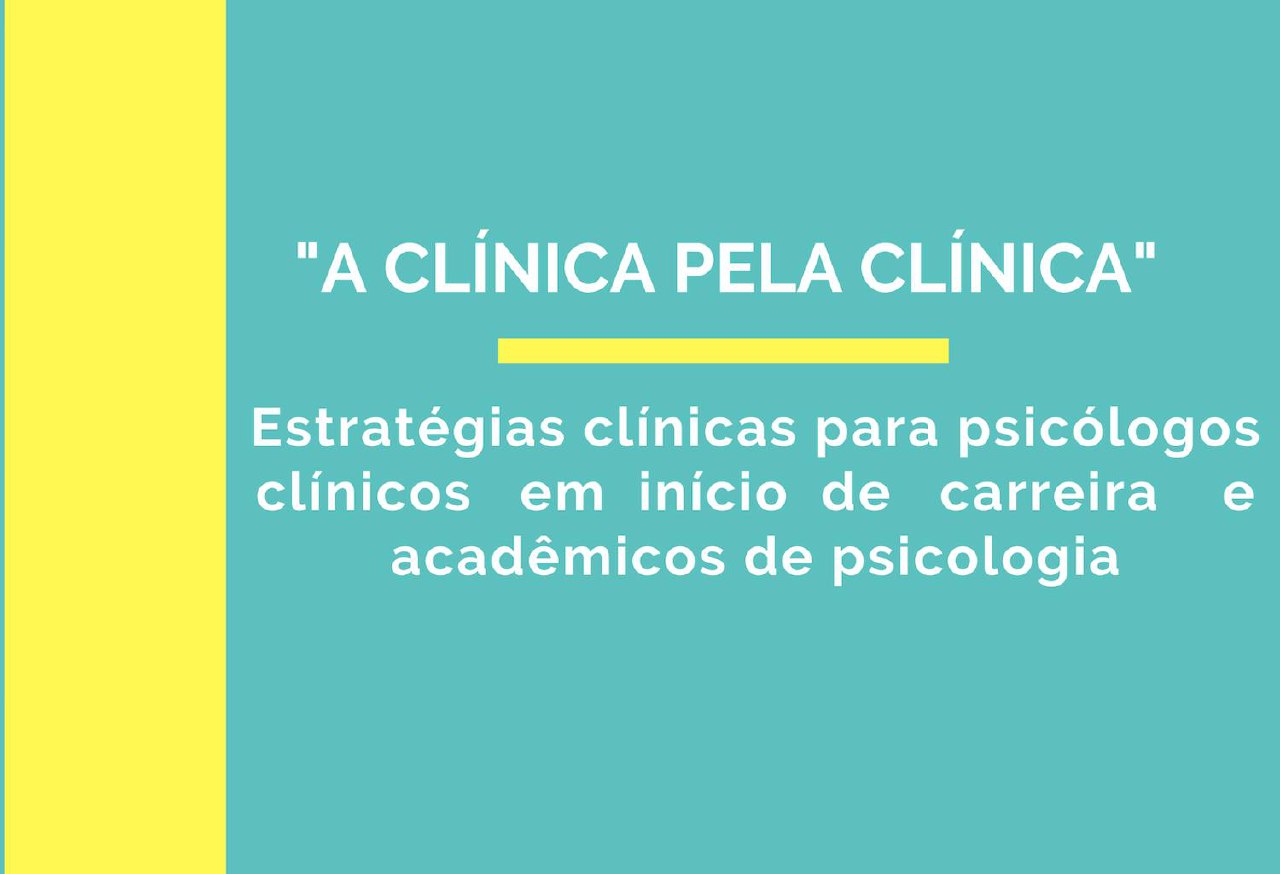 "A CLÍNICA PELA CLÍNICA"
Estratégias clínicas para psicólogos
clínicos em início de carreira e
acadêmicos de psicologia